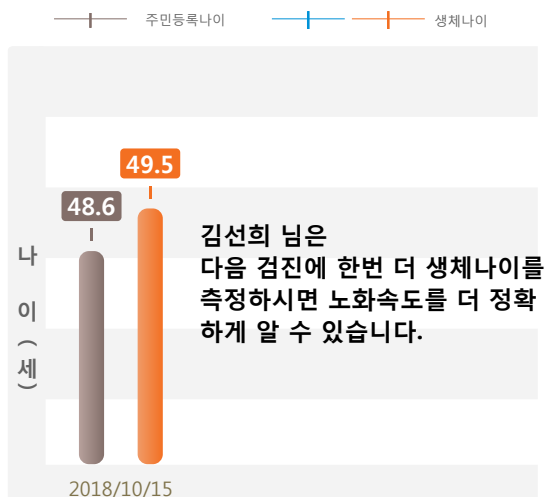 주민등록나이
생체나이
49.5
48.6
김선희 님은
다음 검진에 한번 더 생체나이를
측정하시면 노화속도를 더 정확
하게 알 수 있습니다.
나이(세)
2018/10/15